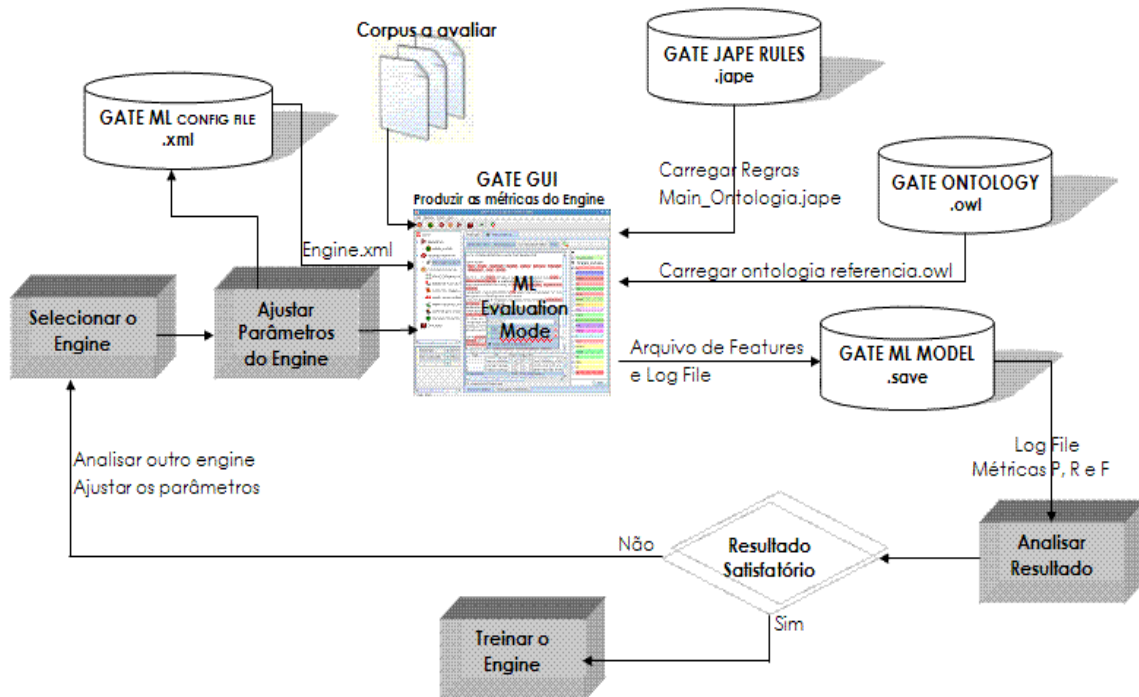 Corpus a avaliar
GATE JAPE RULES
.jape
GATE ML CONFIG FILE
.xml
Carregar Regras
Main_Ontologia.jape
GATE ONTOLOGY
.owl
GATE GUI
Produzir as métricas do Engine
Engine.xml
Carregar ontologia referencia.owl
ML
Evaluation
Mode
Selecionar o
Engine
Ajustar
Parâmetros
do Engine
Arquivo de Features
e Log File
GATE ML MODEL
.save
Analisar outro engine
Ajustar os parâmetros
Log File
Métricas P, R e F
Não
Resultado
Satisfatório
Analisar
Resultado
Sim
Treinar o
Engine